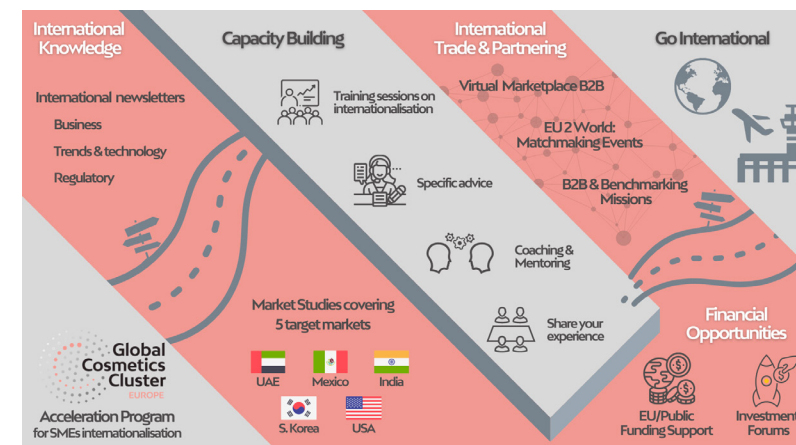 International
Knowledge
International newsletters
Business
Trends & technology
Regulatory
Capacity Building
Training sessions on
internationalisation
Specific advice
Coaching &
Mentoring
Share your
experience
International
Trade & Partnering
Virtual Marketplace B2B
EU 2 World:
Matchmaking Events
B2B & Benchmarking
Missions
Go International
Market Studies covering
5 target markets
UAE
Mexico
India
S. Korea
USA
Financial
Opportunities
EU/Public
Funding Support
Investment
Forums
Global
Cosmetics
Cluster
EUROPE
Acceleration Program
for SMEs internationalisation